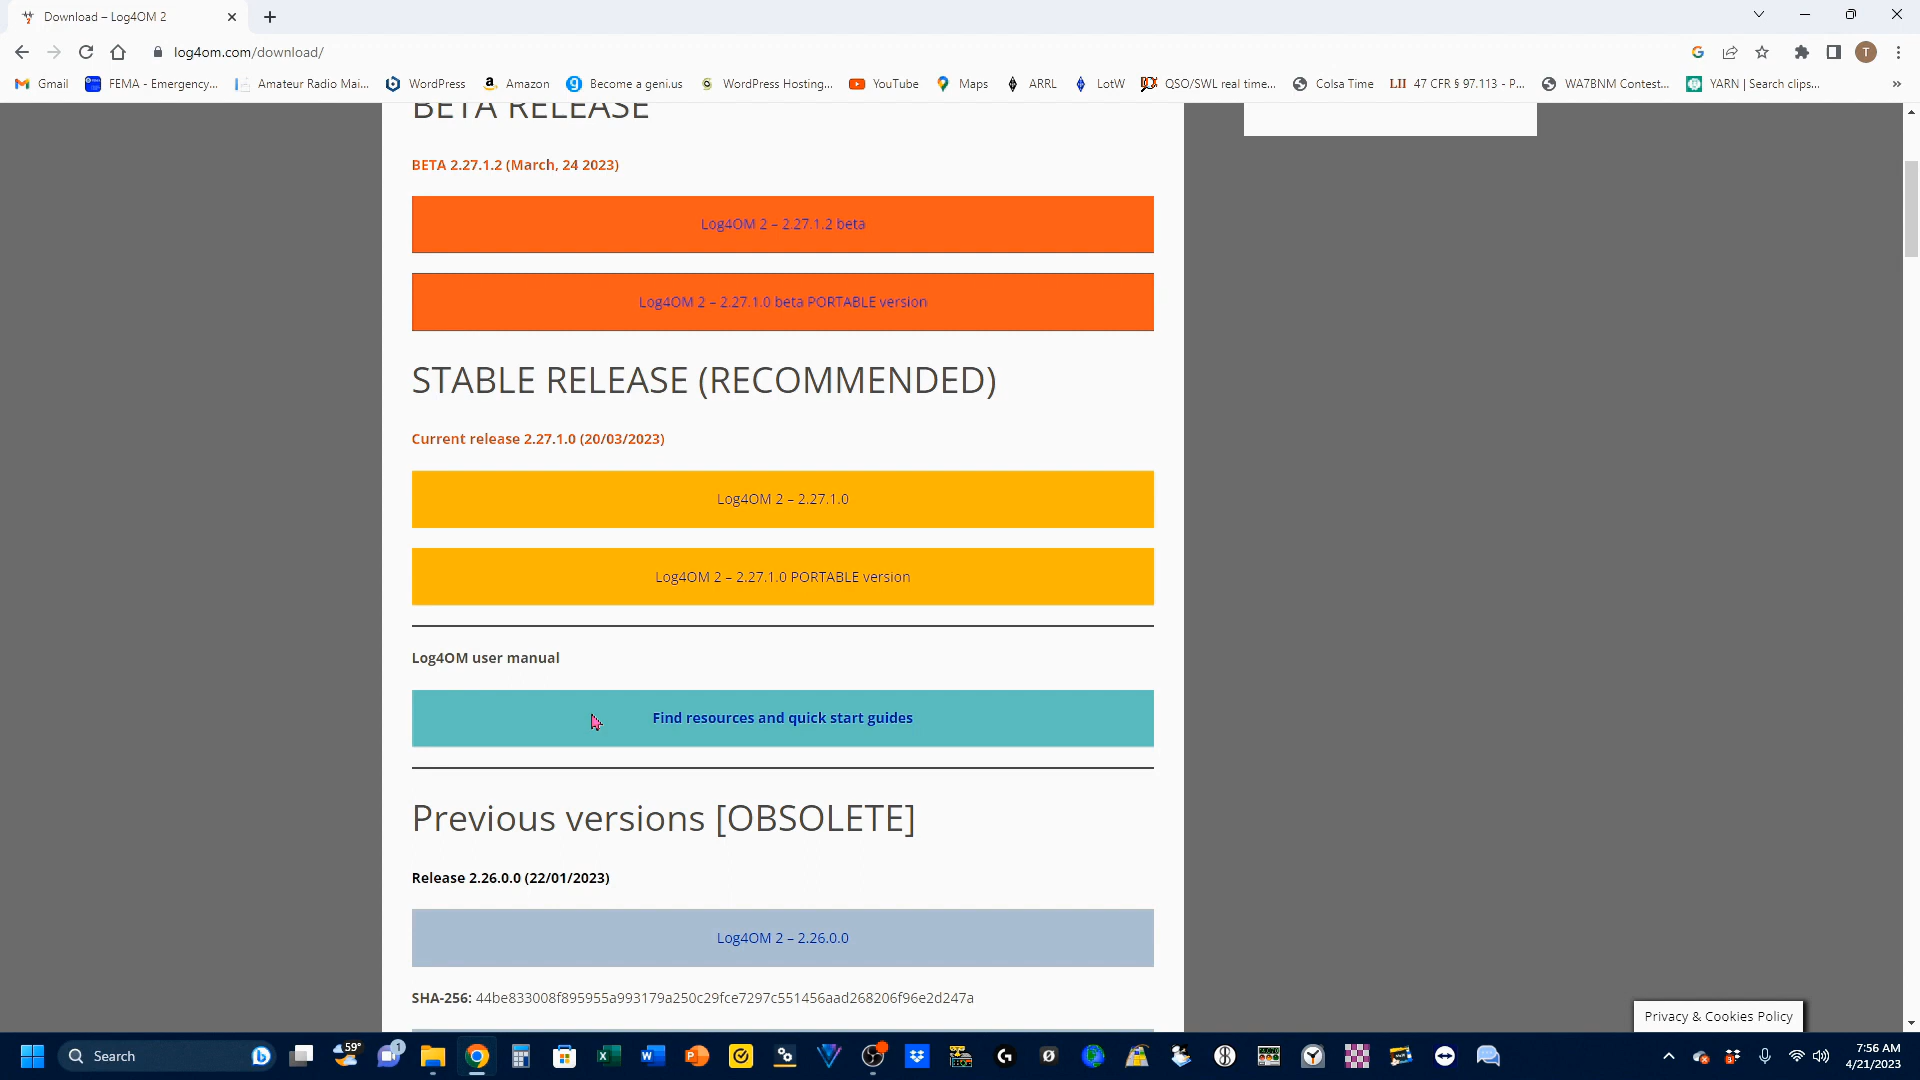 Download – Log4OM 2
log4om.com/download/
T
Gmail
FEMA - Emergency...
Amateur Radio Mai...
WordPress
Amazon
Become a geni.us
WordPress Hosting...
YouTube
Maps
ARRL
LotW
QSO/SWL real time...
Colsa Time
LII 47 CFR § 97.113 - P...
WA7BNM Contest...
YARN | Search clips...
»
BETA RELEASE
BETA 2.27.1.2 (March, 24 2023)
Log4OM 2 – 2.27.1.2 beta
Log4OM 2 – 2.27.1.0 beta PORTABLE version
STABLE RELEASE (RECOMMENDED)
Current release 2.27.1.0 (20/03/2023)
Log4OM 2 – 2.27.1.0
Log4OM 2 – 2.27.1.0 PORTABLE version
Log4OM user manual
Find resources and quick start guides
Previous versions [OBSOLETE]
Release 2.26.0.0 (22/01/2023)
Log4OM 2 – 2.26.0.0
SHA-256: 44be833008f895955a993179a250c29fce7297c551456aad268206f96e2d247a
Privacy & Cookies Policy
Search
59°
1
7:56 AM
4/21/2023